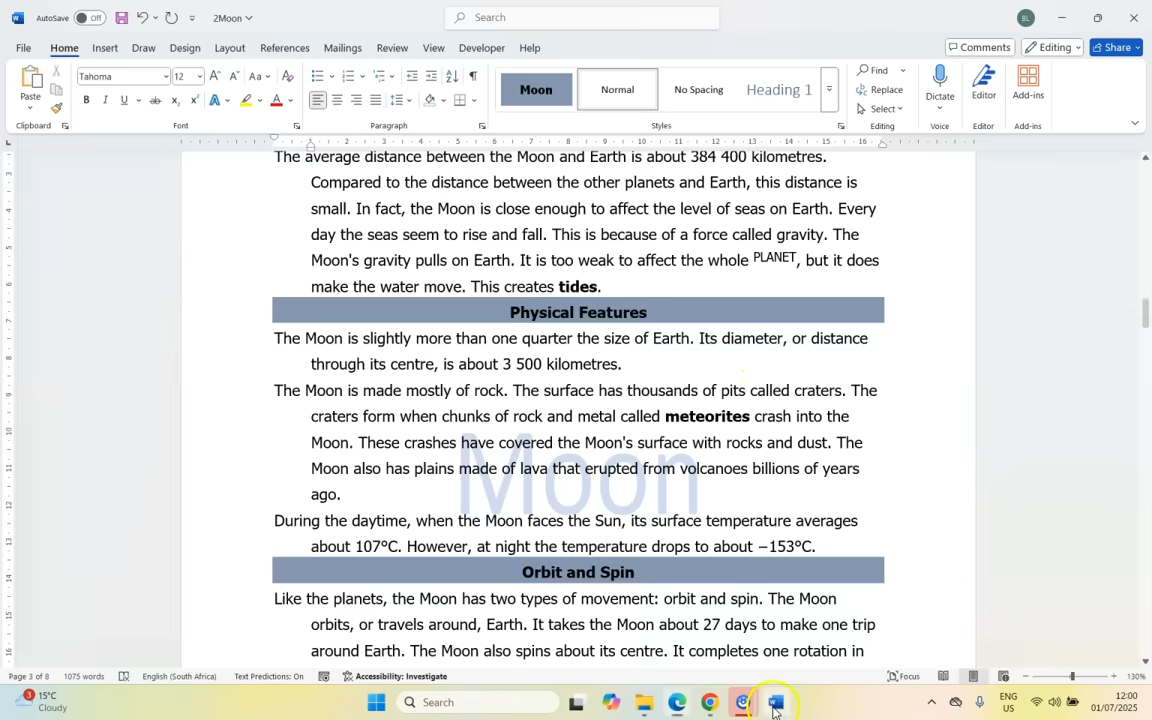 AutoSave Off 2Moon Search BL
File Home Insert Draw Design Layout References Mailings Review View Developer Help Comments Editing Share
Paste Tahoma 12 Aa Moon Normal No Spacing Heading 1 Find Replace Select Dictate Editor Add-ins
Clipboard Font Paragraph Styles Editing Voice Editor Add-ins
The average distance between the Moon and Earth is about 384 400 kilometres.
Compared to the distance between the other planets and Earth, this distance is
small. In fact, the Moon is close enough to affect the level of seas on Earth. Every
day the seas seem to rise and fall. This is because of a force called gravity. The
Moon's gravity pulls on Earth. It is too weak to affect the whole PLANET, but it does
make the water move. This creates tides.
Physical Features
The Moon is slightly more than one quarter the size of Earth. Its diameter, or distance
through its centre, is about 3 500 kilometres.
The Moon is made mostly of rock. The surface has thousands of pits called craters. The
craters form when chunks of rock and metal called meteorites crash into the
Moon. These crashes have covered the Moon's surface with rocks and dust. The
Moon also has plains made of lava that erupted from volcanoes billions of years
ago.
Moon
During the daytime, when the Moon faces the Sun, its surface temperature averages
about 107°C. However, at night the temperature drops to about −153°C.
Orbit and Spin
Like the planets, the Moon has two types of movement: orbit and spin. The Moon
orbits, or travels around, Earth. It takes the Moon about 27 days to make one trip
around Earth. The Moon also spins about its centre. It completes one rotation in
Page 3 of 8 1075 words English (South Africa) Text Predictions: On Accessibility: Investigate Focus 130%
3 15°C Search ENG 12:00
Cloudy US 01/07/2025